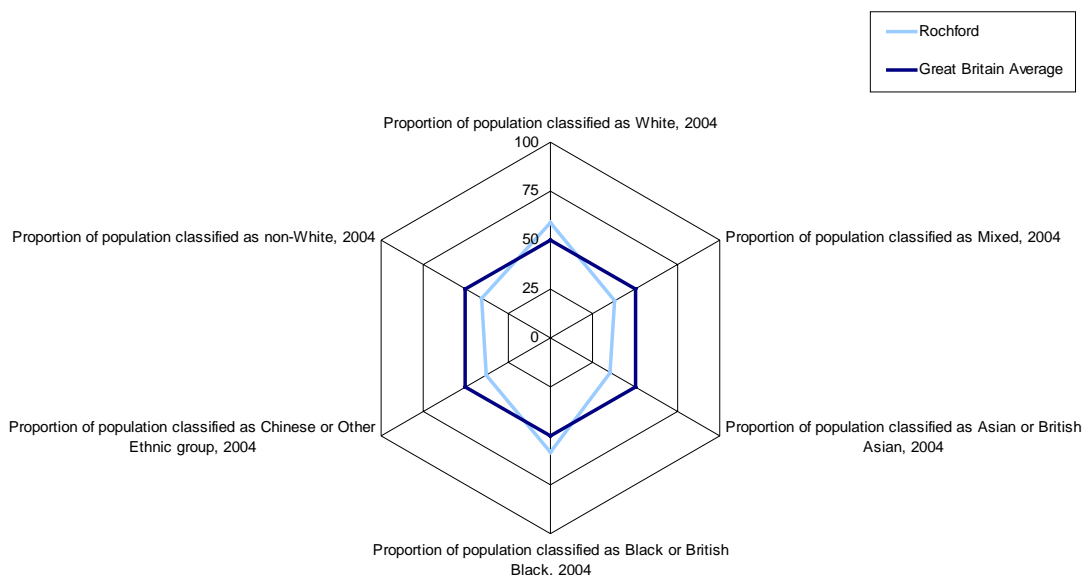 Rochford
Great Britain Average
Proportion of population classified as White, 2004
100
75
50
25
0
Proportion of population classified as non-White, 2004
Proportion of population classified as Mixed, 2004
Proportion of population classified as Chinese or Other
Ethnic group, 2004
Proportion of population classified as Asian or British
Asian, 2004
Proportion of population classified as Black or British
Black, 2004